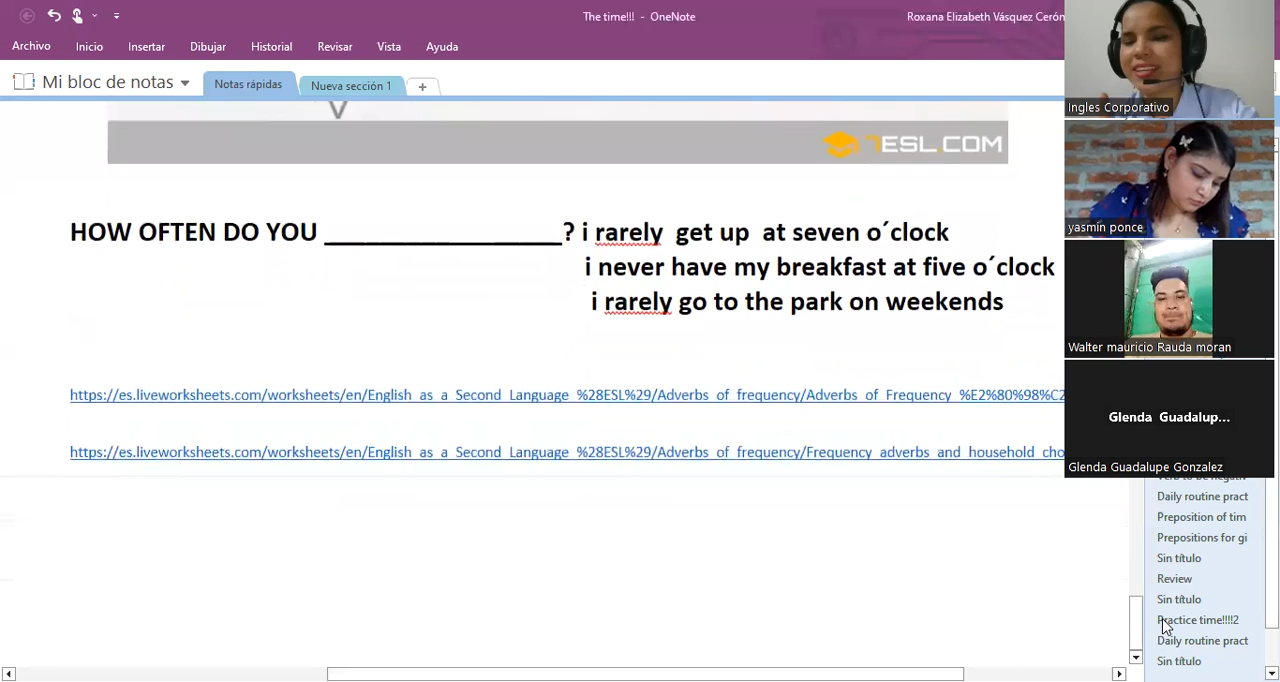 The time!!! - OneNote
Roxana Elizabeth Vásquez Cerón
Archivo Inicio Insertar Dibujar Historial Revisar Vista Ayuda
Mi bloc de notas
Notas rápidas
Nueva sección 1
+
7ESL.COM
HOW OFTEN DO YOU __________________? i rarely get up at seven o´clock
i never have my breakfast at five o´clock
i rarely go to the park on weekends
https://es.liveworksheets.com/worksheets/en/English_as_a_Second_Language_%28ESL%29/Adverbs_of_frequency/Adverbs_of_Frequency_%E2%80%98%C2
https://es.liveworksheets.com/worksheets/en/English_as_a_Second_Language_%28ESL%29/Adverbs_of_frequency/Frequency_adverbs_and_household_cho
Ingles Corporativo
yasmin ponce
Walter mauricio Rauda moran
Glenda Guadalup...
Glenda Guadalupe Gonzalez
Daily routine pract
Preposition of tim
Prepositions for gi
Sin título
Review
Sin título
Practice time!!!!2
Daily routine pract
Sin título